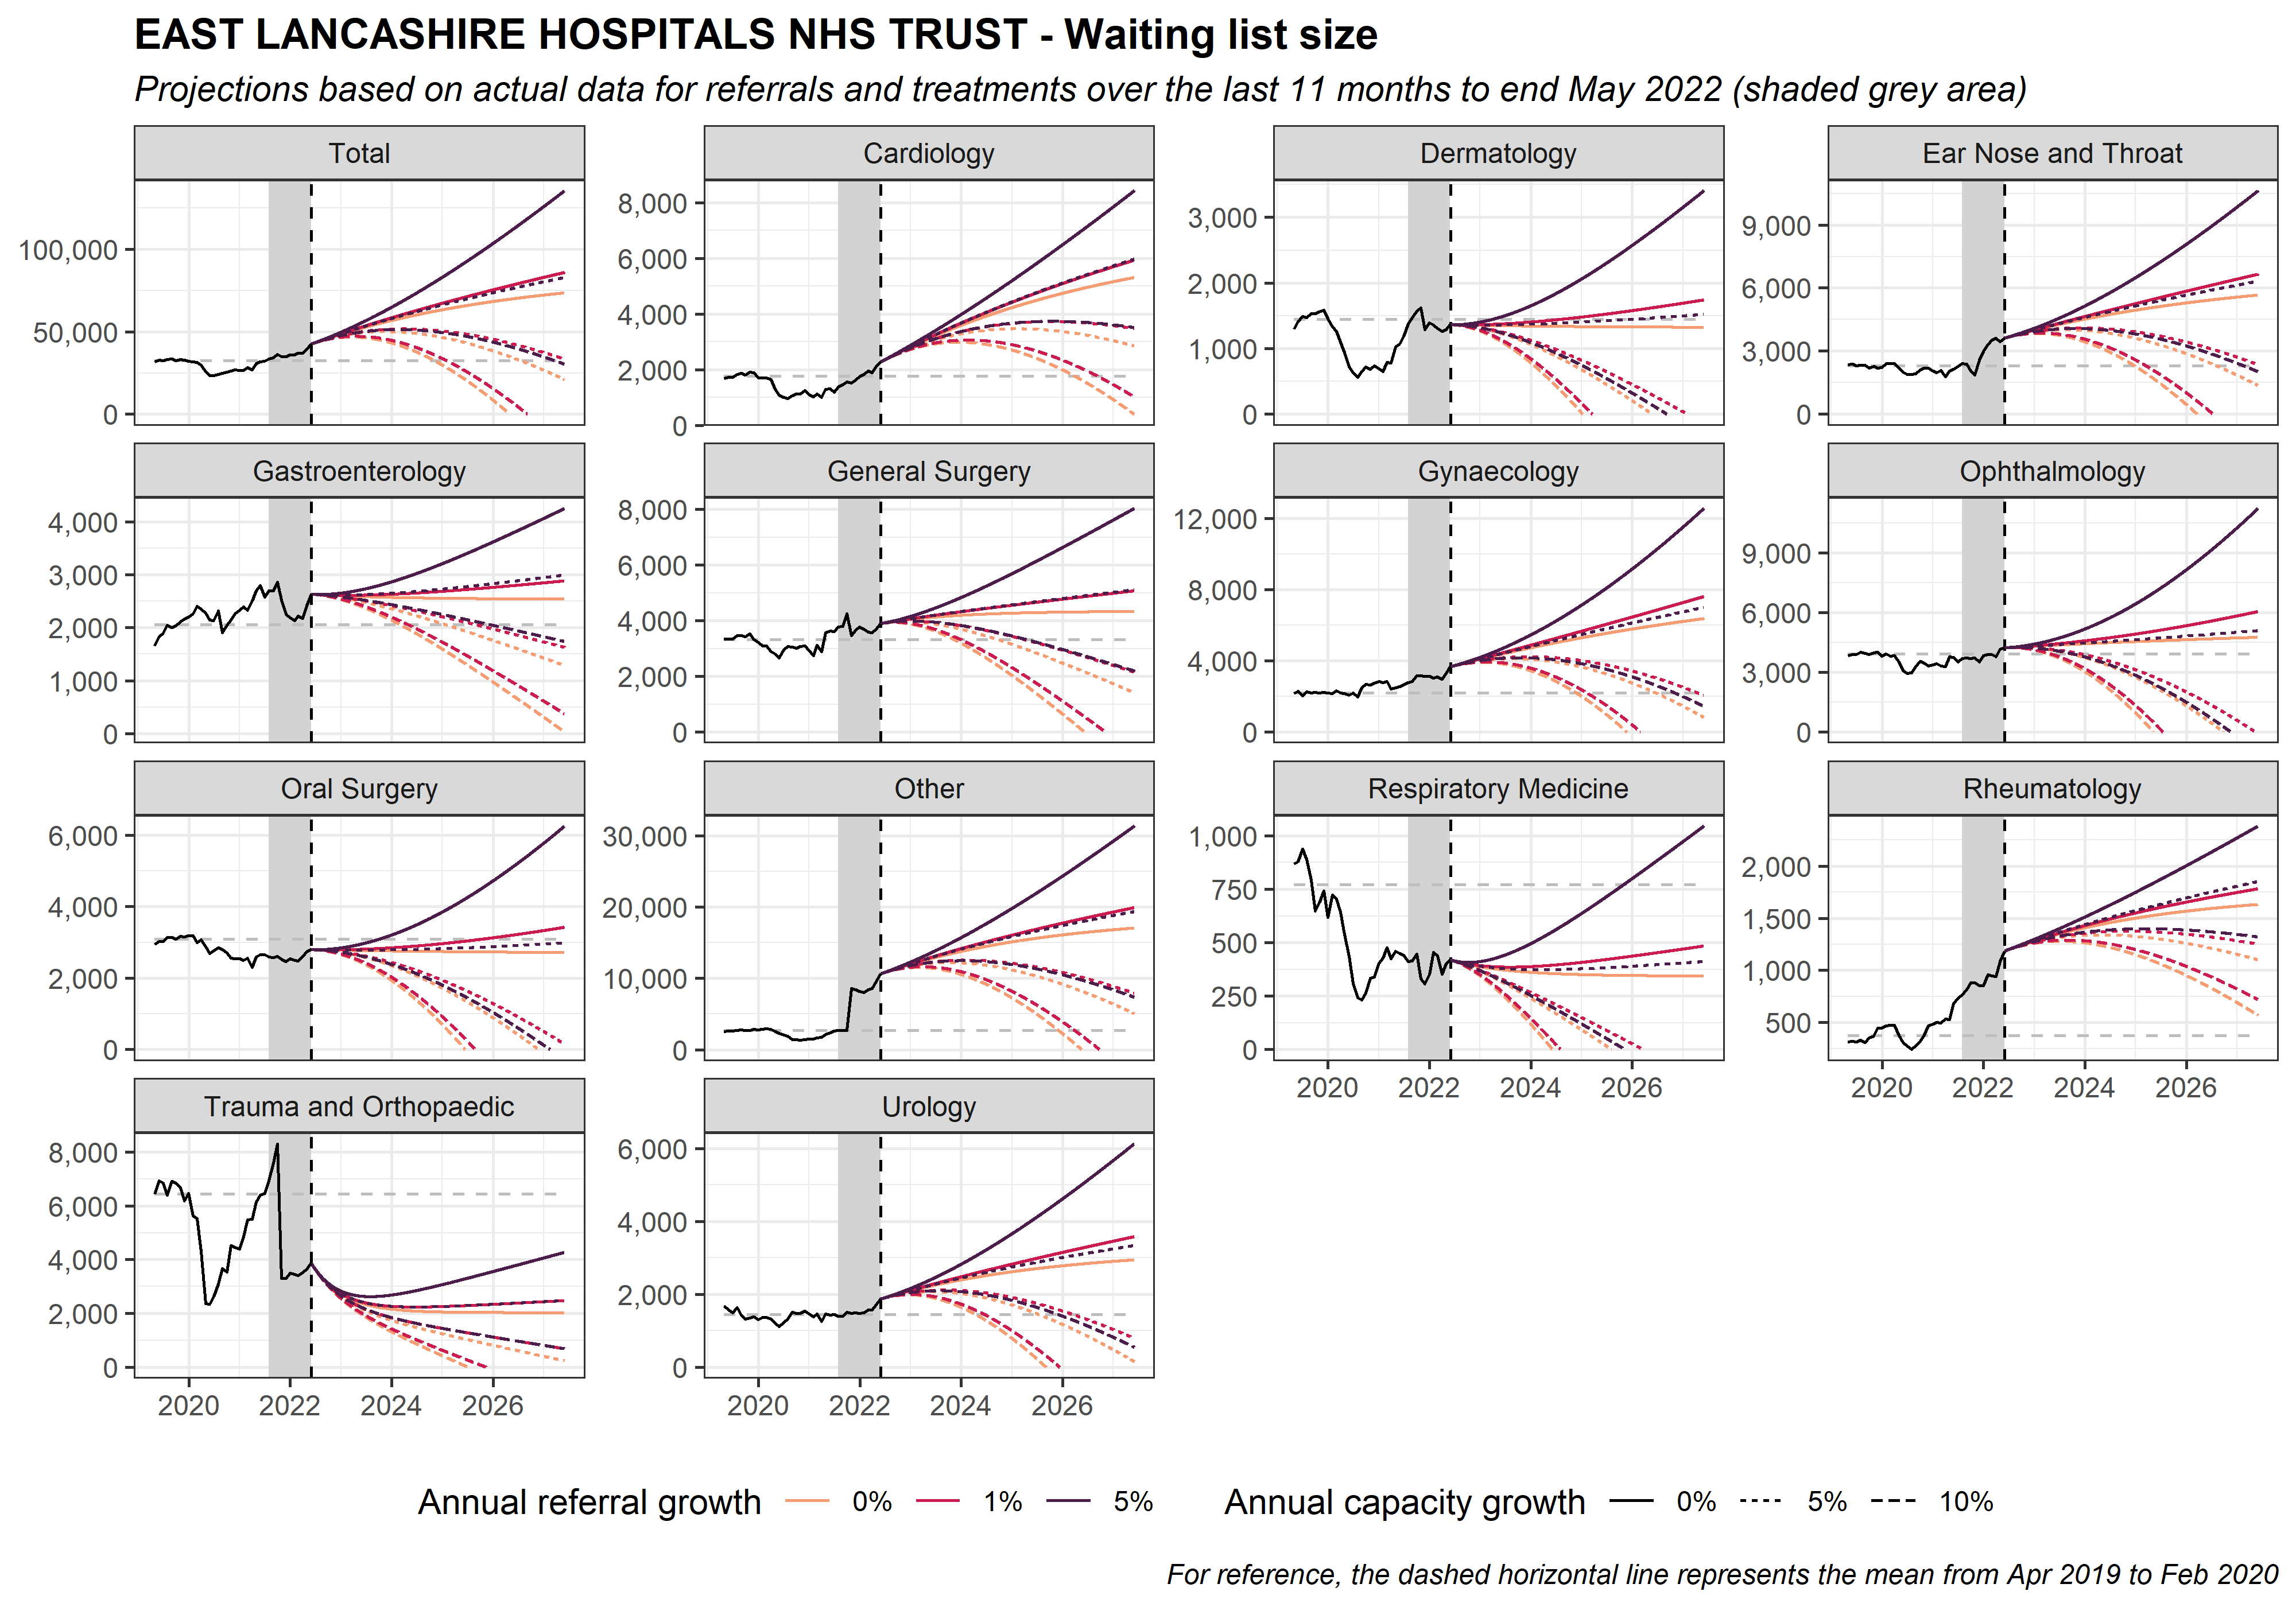 EAST LANCASHIRE HOSPITALS NHS TRUST - Waiting list size
Projections based on actual data for referrals and treatments over the last 11 months to end May 2022 (shaded grey area)
Total
100,000
50,000
0
Cardiology
8,000
6,000
4,000
2,000
0
Dermatology
3,000
2,000
1,000
0
Ear Nose and Throat
9,000
6,000
3,000
0
Gastroenterology
4,000
3,000
2,000
1,000
0
General Surgery
8,000
6,000
4,000
2,000
0
Gynaecology
12,000
8,000
4,000
0
Ophthalmology
9,000
6,000
3,000
0
Oral Surgery
6,000
4,000
2,000
0
Other
30,000
20,000
10,000
0
Respiratory Medicine
1,000
750
500
250
0
2020 2022 2024 2026
Rheumatology
2,000
1,500
1,000
500
2020 2022 2024 2026
Trauma and Orthopaedic
8,000
6,000
4,000
2,000
0
2020 2022 2024 2026
Urology
6,000
4,000
2,000
0
2020 2022 2024 2026
Annual referral growth 0% 1% 5% Annual capacity growth 0% 5% 10%
For reference, the dashed horizontal line represents the mean from Apr 2019 to Feb 2020